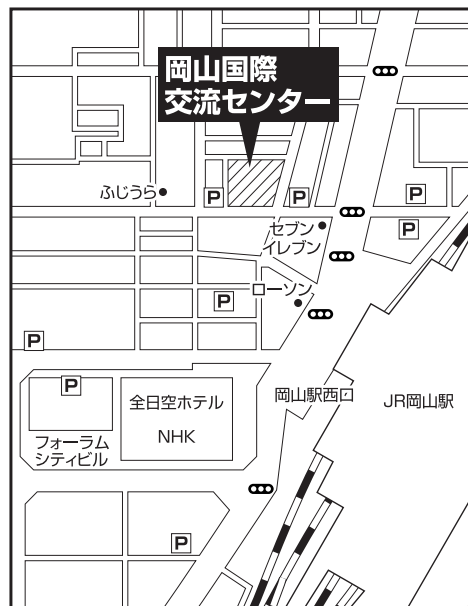 岡山国際
交流センター
ふじうら
P
P
P
P
セブン
イレブン
ローソン
P
P
P
岡山駅西口
JR岡山駅
全日空ホテル
NHK
フォーラム
シティビル
P